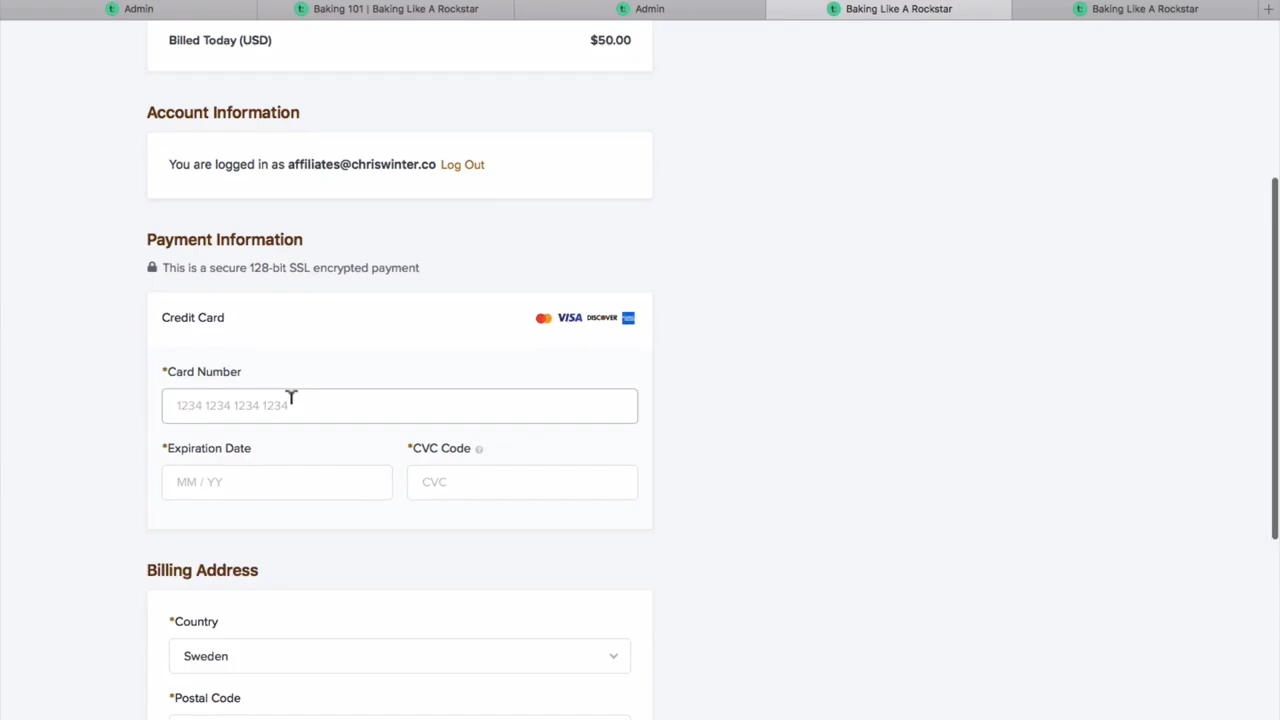 Admin
Baking 101 | Baking Like A Rockstar
Admin
Baking Like A Rockstar
Baking Like A Rockstar
Billed Today (USD) $50.00
Account Information
You are logged in as affiliates@chriswinter.co Log Out
Payment Information
This is a secure 128-bit SSL encrypted payment
Credit Card
VISA DISCOVER
*Card Number
1234 1234 1234 1234
*Expiration Date *CVC Code
MM / YY CVC
Billing Address
*Country
Sweden
*Postal Code